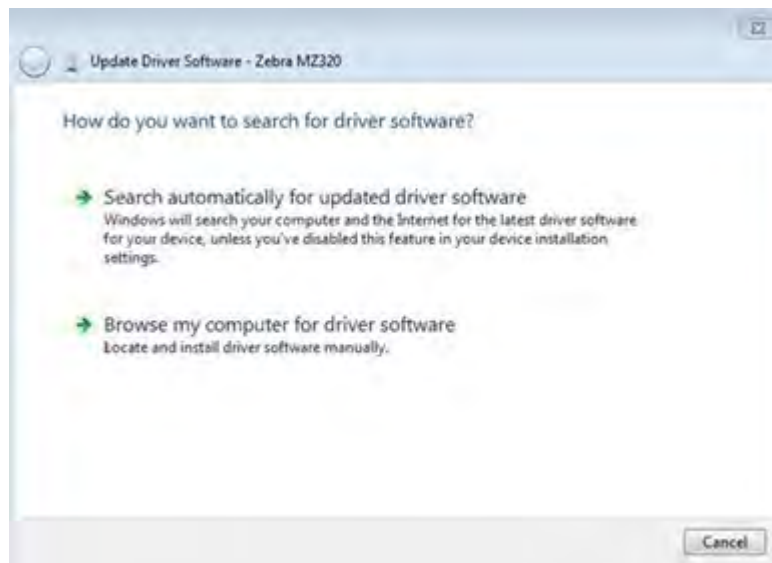 Update Driver Software - Zebra MZ320
How do you want to search for driver software?
Search automatically for updated driver software
Windows will search your computer and the Internet for the latest driver software
for your device, unless you've disabled this feature in your device installation
settings.
Browse my computer for driver software
Locate and install driver software manually.
Cancel